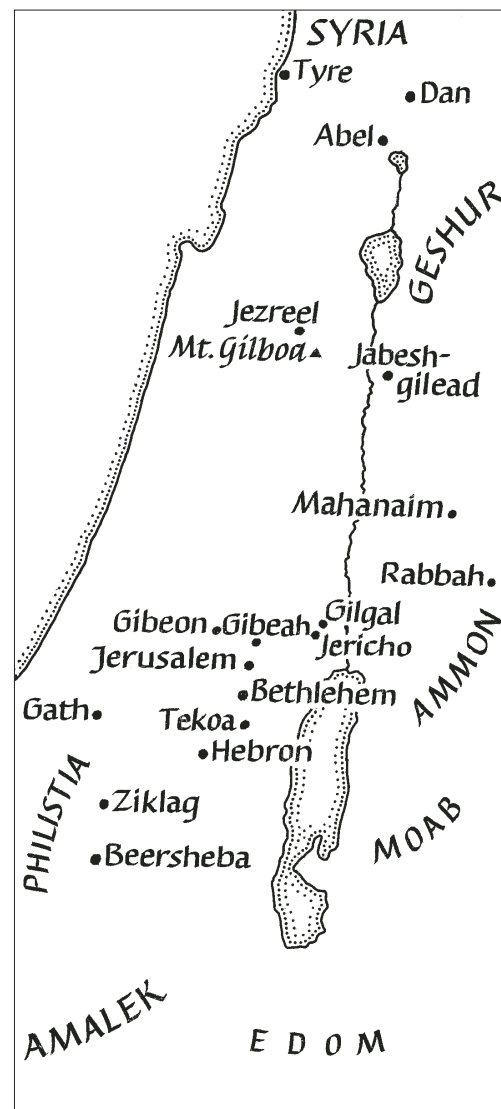 SYRIA
Tyre
Dan
Abel
GESHUR
Jezreel
Mt. Gilboa
Jabesh-
gilead
Mahanaim
Rabbah
Gilgal
Gibeon
Gibeah
Jericho
Jerusalem
AMMON
Bethlehem
Gath
Tekoa
Hebron
PHILISTIA
Ziklag
MOAB
Beersheba
AMALEK
EDOM